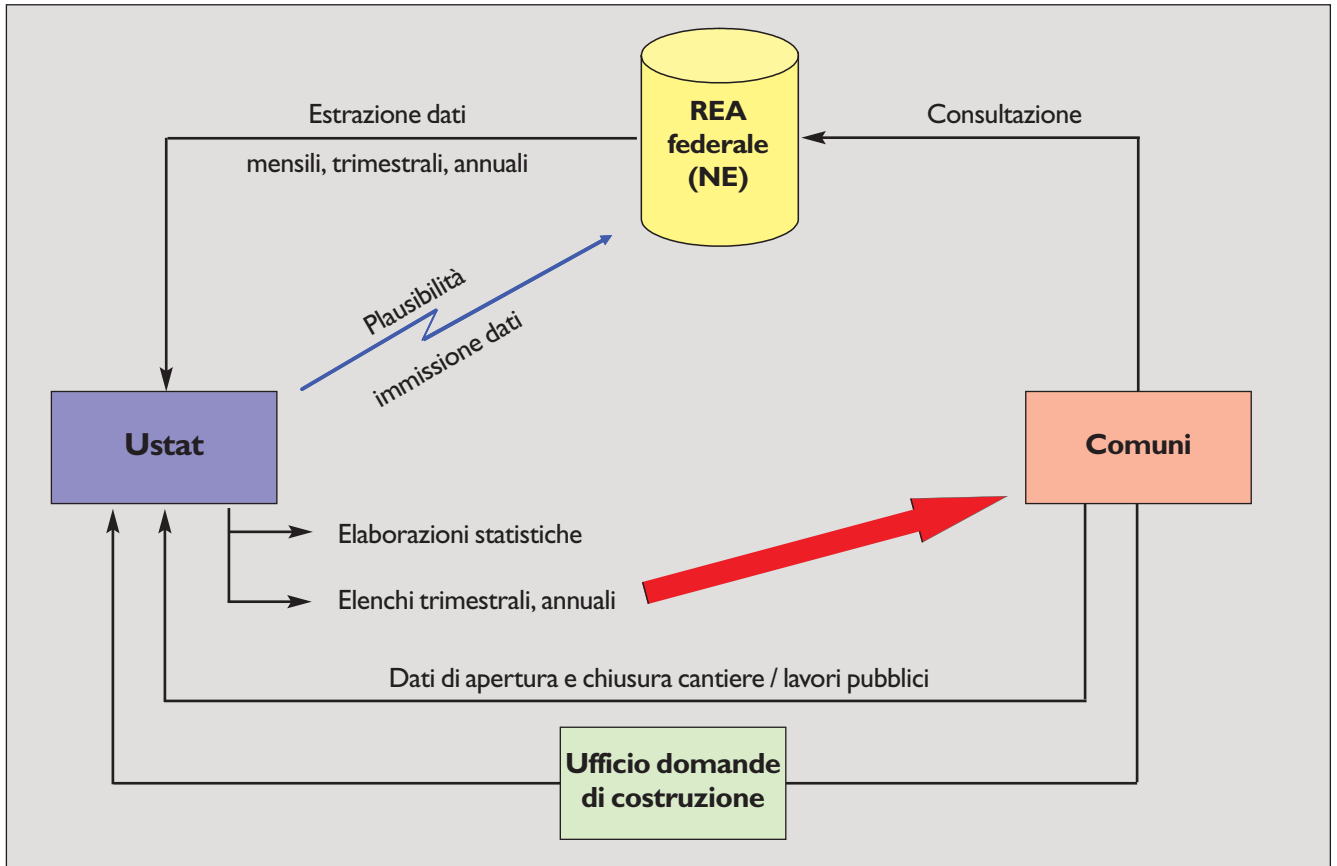 REA
federale
(NE)
Estrazione dati
mensili, trimestrali, annuali
Consultazione
Plausibilità
immissione dati
Ustat
Comuni
Elaborazioni statistiche
Elenchi trimestrali, annuali
Dati di apertura e chiusura cantiere / lavori pubblici
Ufficio domande
di costruzione